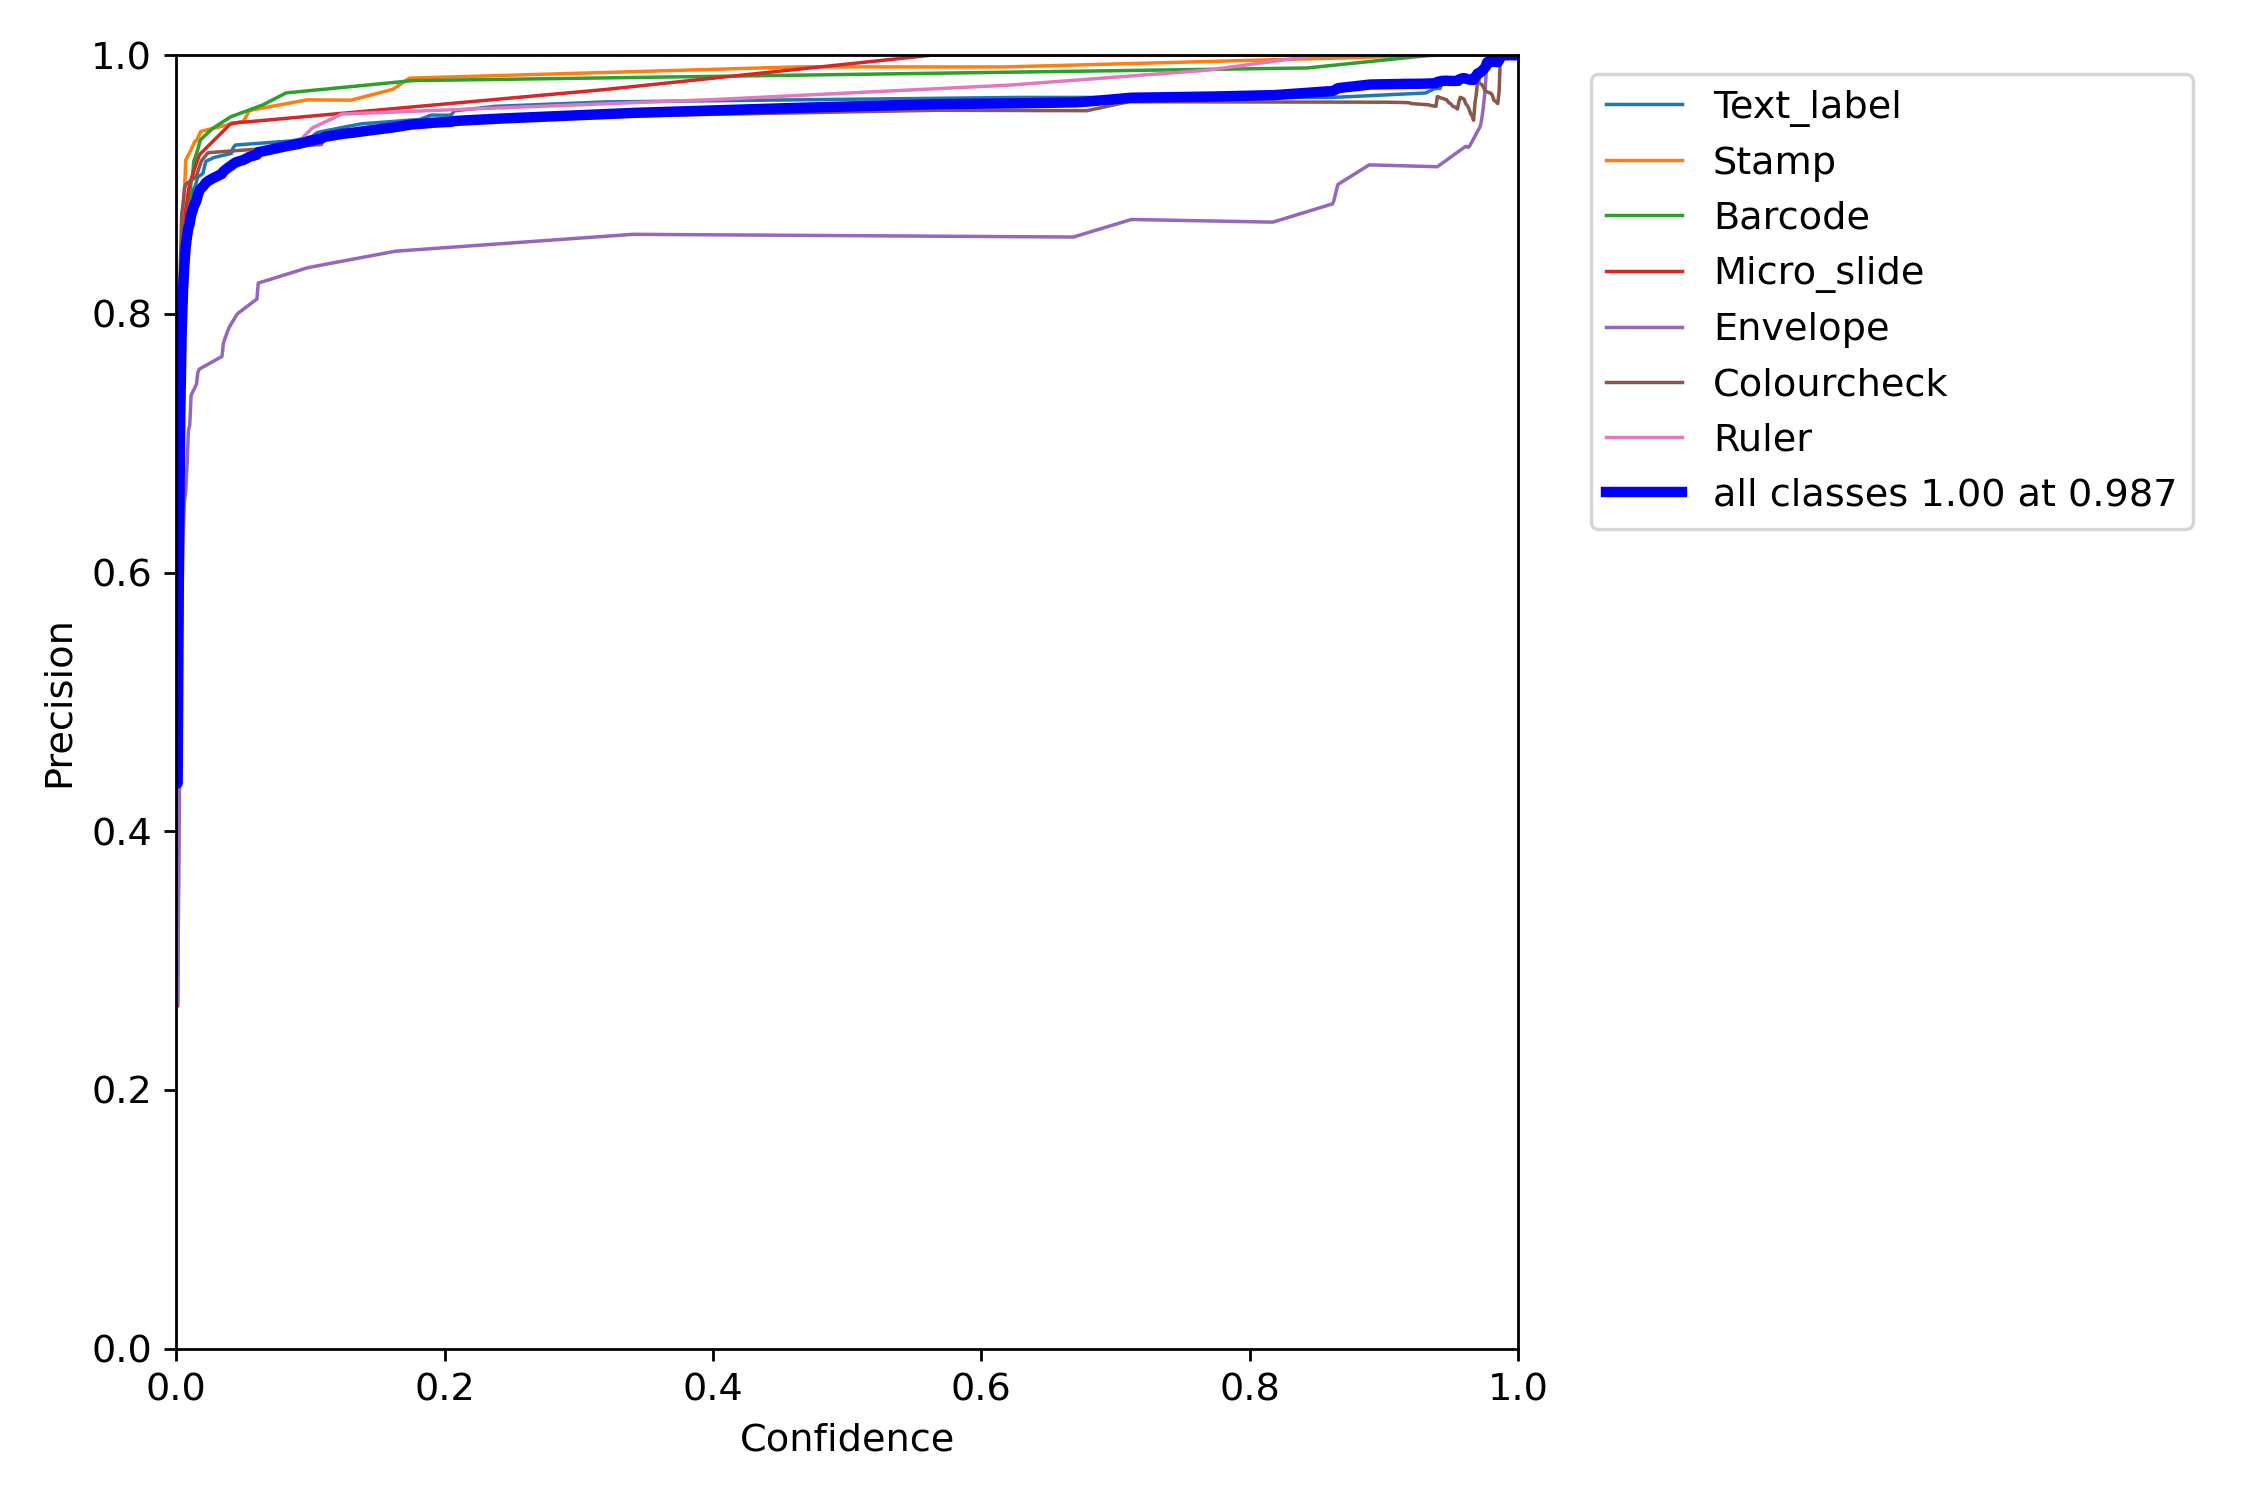 1.0
0.8
0.6
0.4
0.2
0.0
Precision
0.0 0.2 0.4 0.6 0.8 1.0
Confidence
Text_label
Stamp
Barcode
Micro_slide
Envelope
Colourcheck
Ruler
all classes 1.00 at 0.987